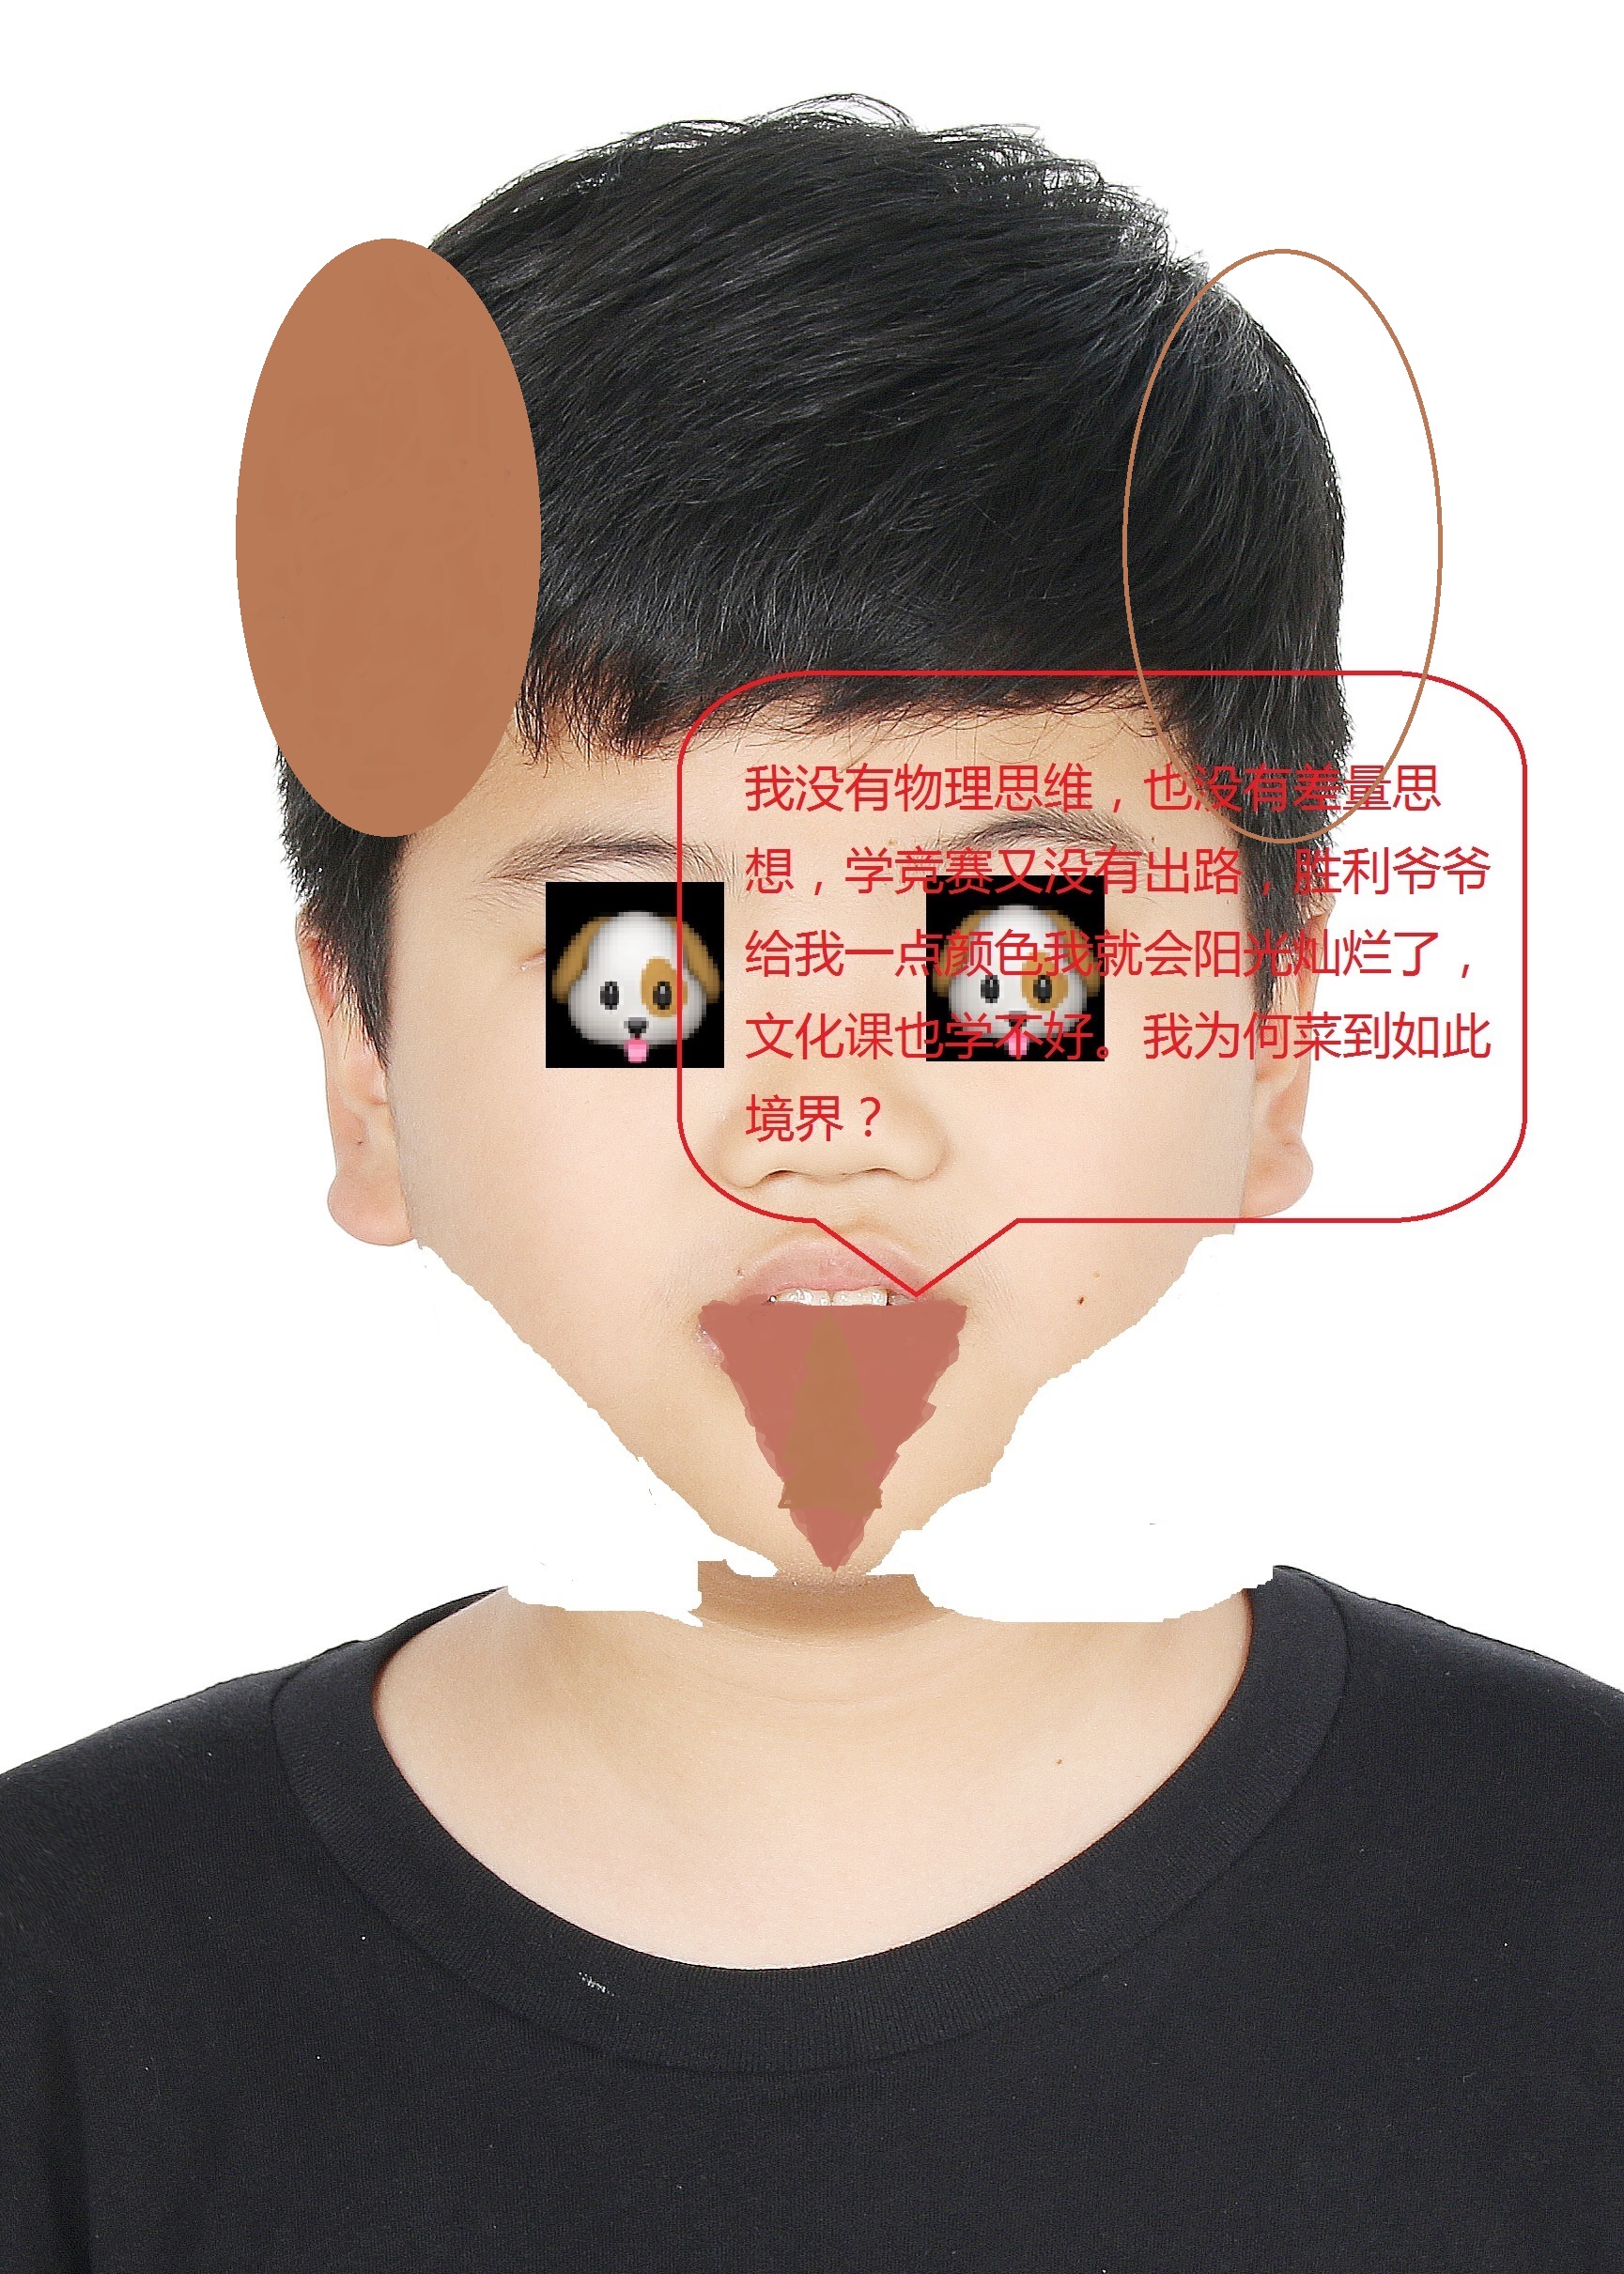 我没有物理思维，也没有差量思
想，学竞赛又没有出路，胜利爷爷
给我一点颜色我就会阳光灿烂了，
文化课也学不好。我为何菜到如此
境界？